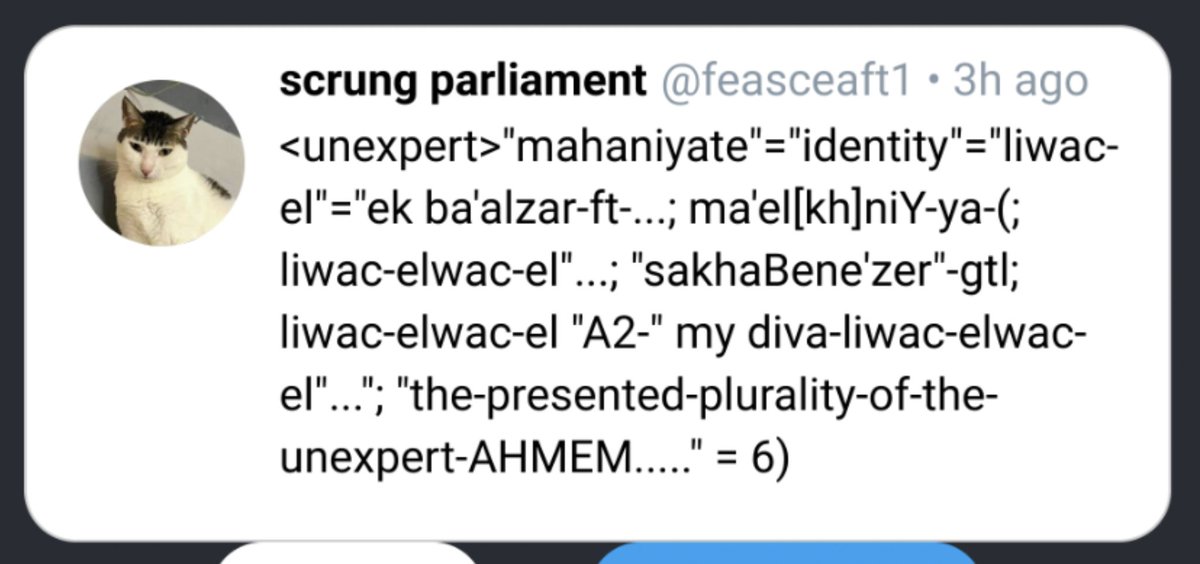 scrung parliament @feasceaft1 • 3h ago
<unexpert>"mahaniyate"="identity"="liwac-
el"="ek ba'alzar-ft-...; ma'el[kh]niY-ya-(;
liwac-elwac-el"...; "sakhaBene'zer"-gtl;
liwac-elwac-el "A2-" my diva-liwac-elwac-
el"..."; "the-presented-plurality-of-the-
unexpert-AHMEM....." = 6)